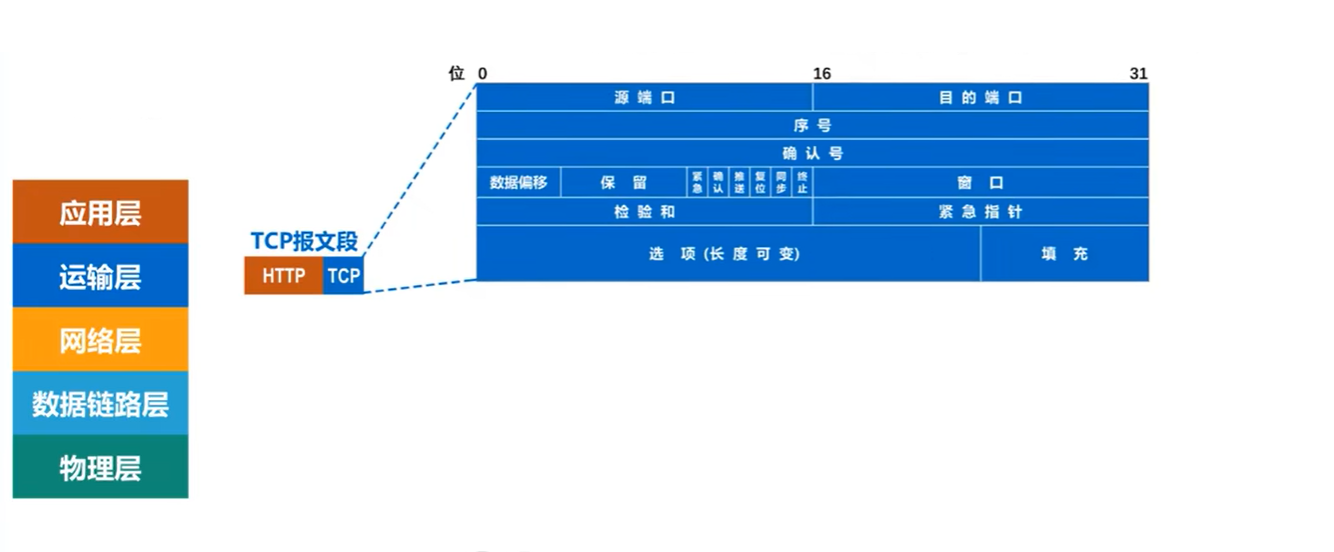 位 0 16 31
源端口 目的端口
序号
确认号
数据偏移 保留 紧急 确认 推送 复位 同步 终止 窗口
检验和 紧急指针
选项(长度可变) 填充
TCP报文段
HTTP TCP
应用层
运输层
网络层
数据链路层
物理层